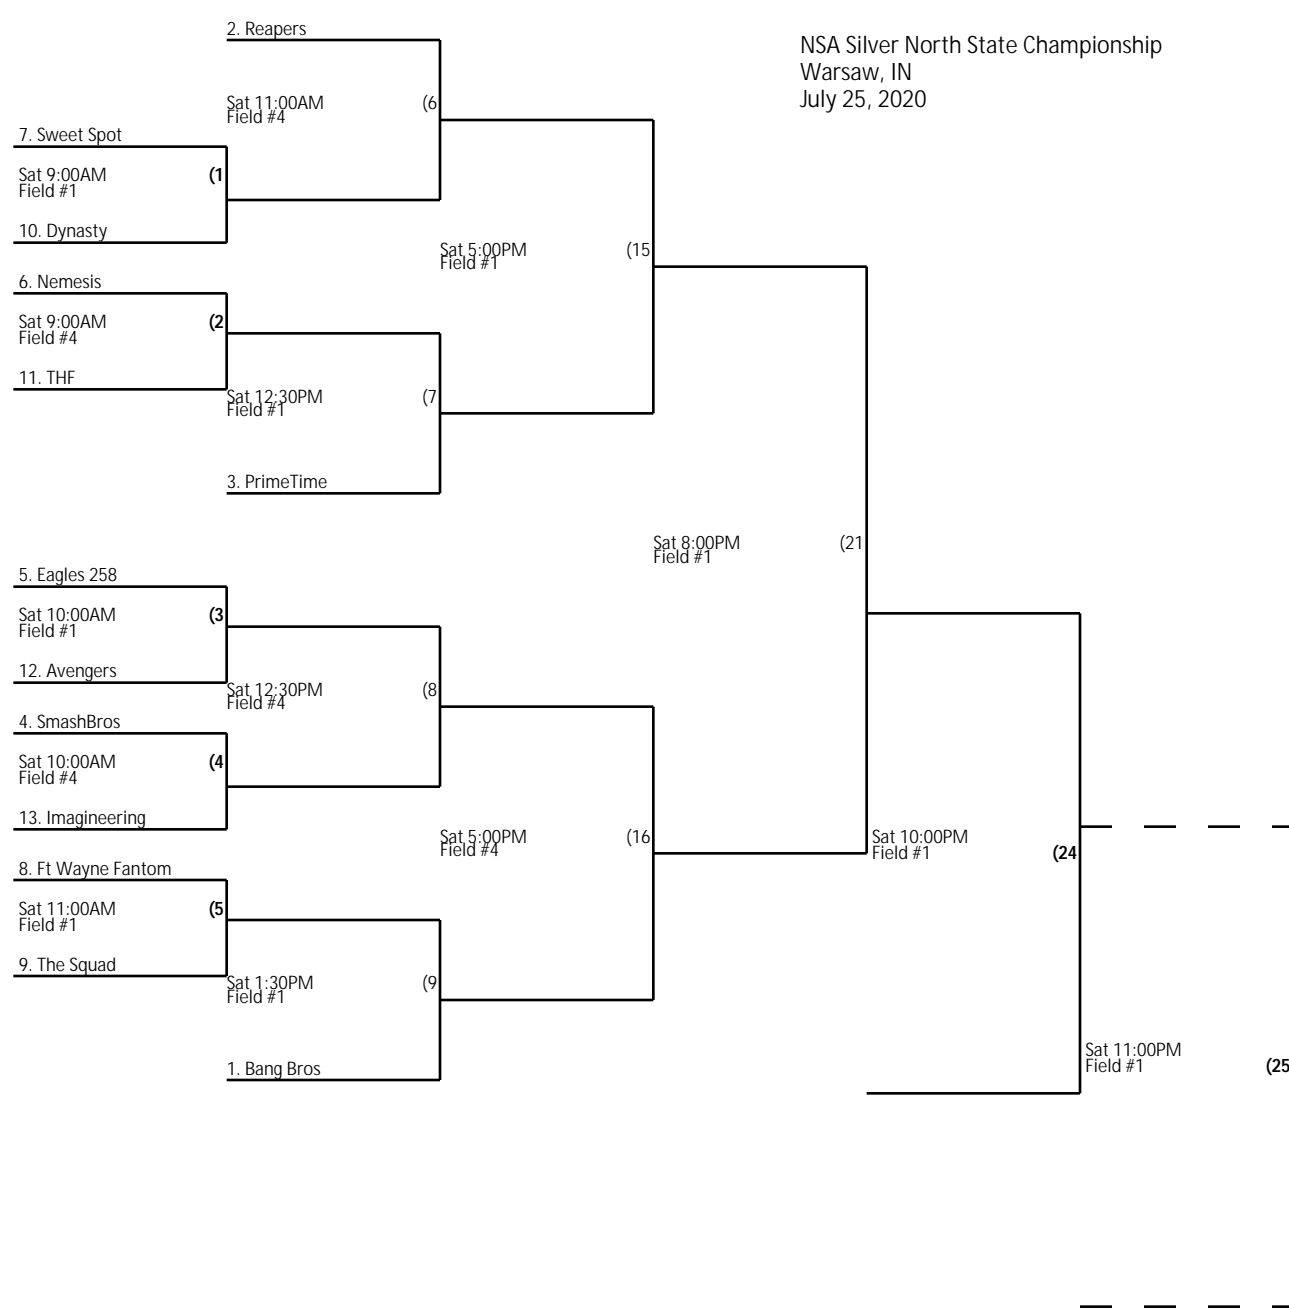 2. Reapers
NSA Silver North State Championship
Warsaw, IN
July 25, 2020
Sat 11:00AM (6
Field #4
7. Sweet Spot
Sat 9:00AM (1
Field #1
10. Dynasty
Sat 5:00PM (15
Field #1
6. Nemesis
Sat 9:00AM (2
Field #4
11. THF
Sat 12:30PM (7
Field #1
3. PrimeTime
Sat 8:00PM (21
Field #1
5. Eagles 258
Sat 10:00AM (3
Field #1
12. Avengers
Sat 12:30PM (8
Field #4
4. SmashBros
Sat 10:00AM (4
Field #4
13. Imagineering
Sat 5:00PM (16
Field #4
Sat 10:00PM
Field #1 (24
8. Ft Wayne Fantom
Sat 11:00AM (5
Field #1
9. The Squad
Sat 1:30PM (9
Field #1
1. Bang Bros
Sat 11:00PM
Field #1 (25